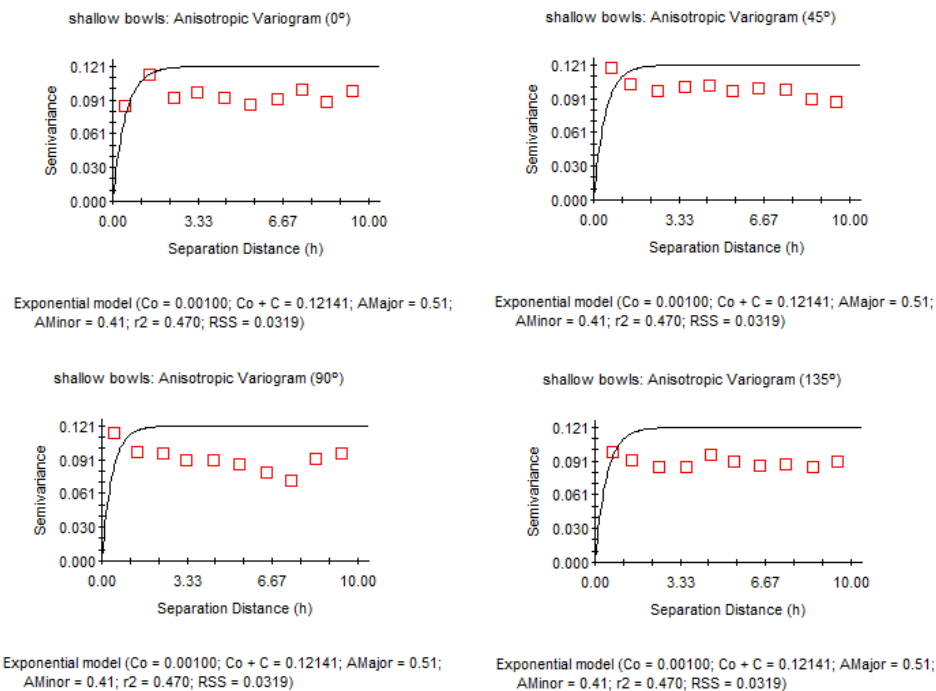 shallow bowls: Anisotropic Variogram (0º)
0.121
0.091
0.061
0.030
0.000
Semivariance
0.00 3.33 6.67 10.00
Separation Distance (h)
Exponential model (Co = 0.00100; Co + C = 0.12141; AMajor = 0.51;
AMinor = 0.41; r2 = 0.470; RSS = 0.0319)
shallow bowls: Anisotropic Variogram (45º)
0.121
0.091
0.061
0.030
0.000
Semivariance
0.00 3.33 6.67 10.00
Separation Distance (h)
Exponential model (Co = 0.00100; Co + C = 0.12141; AMajor = 0.51;
AMinor = 0.41; r2 = 0.470; RSS = 0.0319)
shallow bowls: Anisotropic Variogram (90º)
0.121
0.091
0.061
0.030
0.000
Semivariance
0.00 3.33 6.67 10.00
Separation Distance (h)
Exponential model (Co = 0.00100; Co + C = 0.12141; AMajor = 0.51;
AMinor = 0.41; r2 = 0.470; RSS = 0.0319)
shallow bowls: Anisotropic Variogram (135º)
0.121
0.091
0.061
0.030
0.000
Semivariance
0.00 3.33 6.67 10.00
Separation Distance (h)
Exponential model (Co = 0.00100; Co + C = 0.12141; AMajor = 0.51;
AMinor = 0.41; r2 = 0.470; RSS = 0.0319)